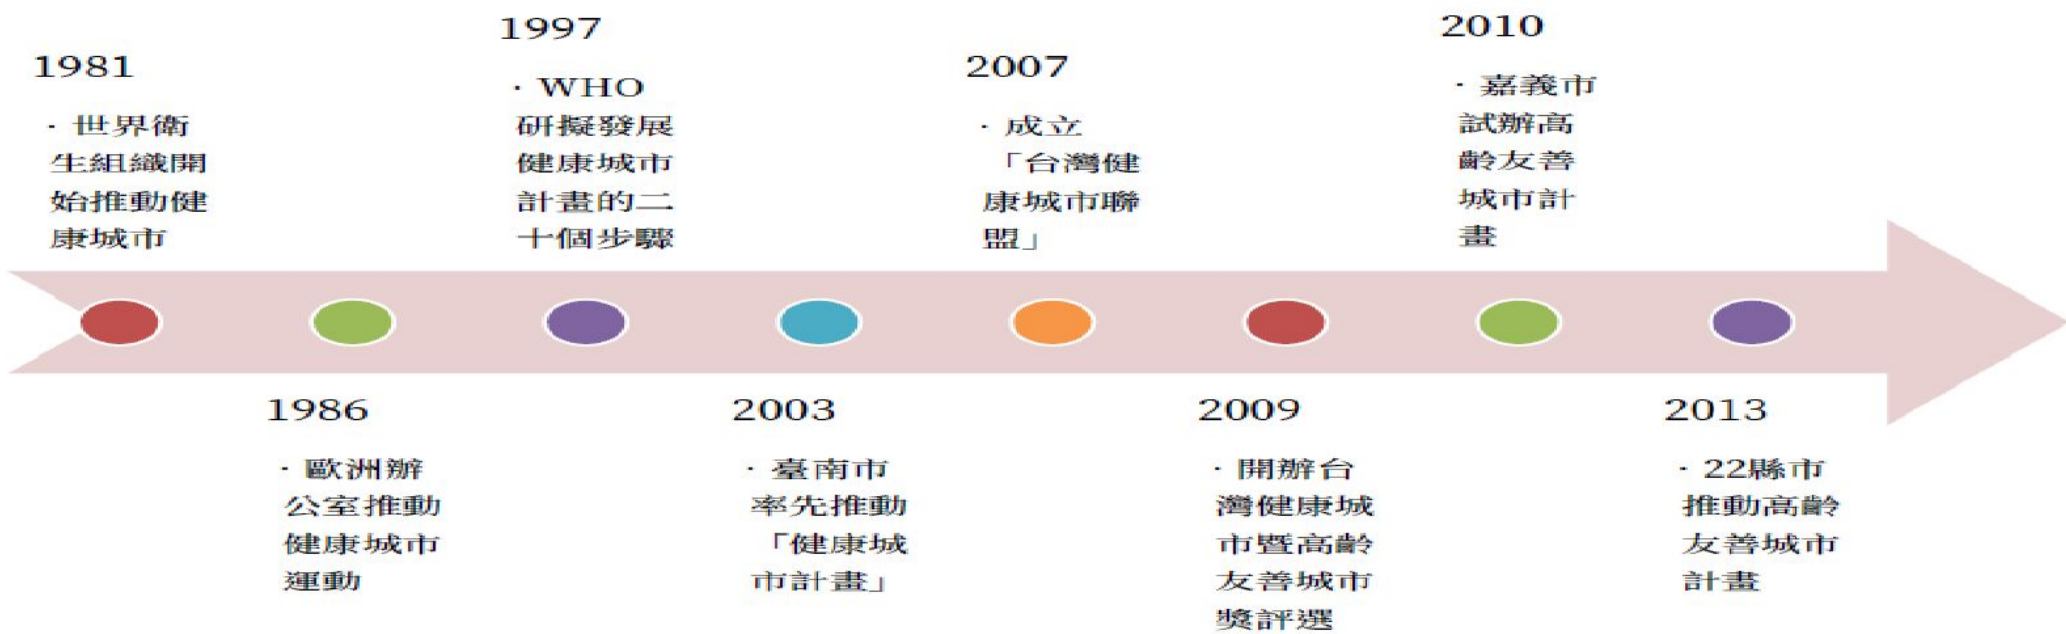 1981
· 世界衛
生組織開
始推動健
康城市
1986
· 歐洲辦
公室推動
健康城市
運動
1997
· WHO
研擬發展
健康城市
計畫的二
十個步驟
2003
· 臺南市
率先推動
「健康城
市計畫」
2007
· 成立
「台灣健
康城市聯
盟」
2009
· 開辦台
灣健康城
市暨高齡
友善城市
獎評選
2010
· 嘉義市
試辦高
齡友善
城市計
畫
2013
· 22縣市
推動高齡
友善城市
計畫